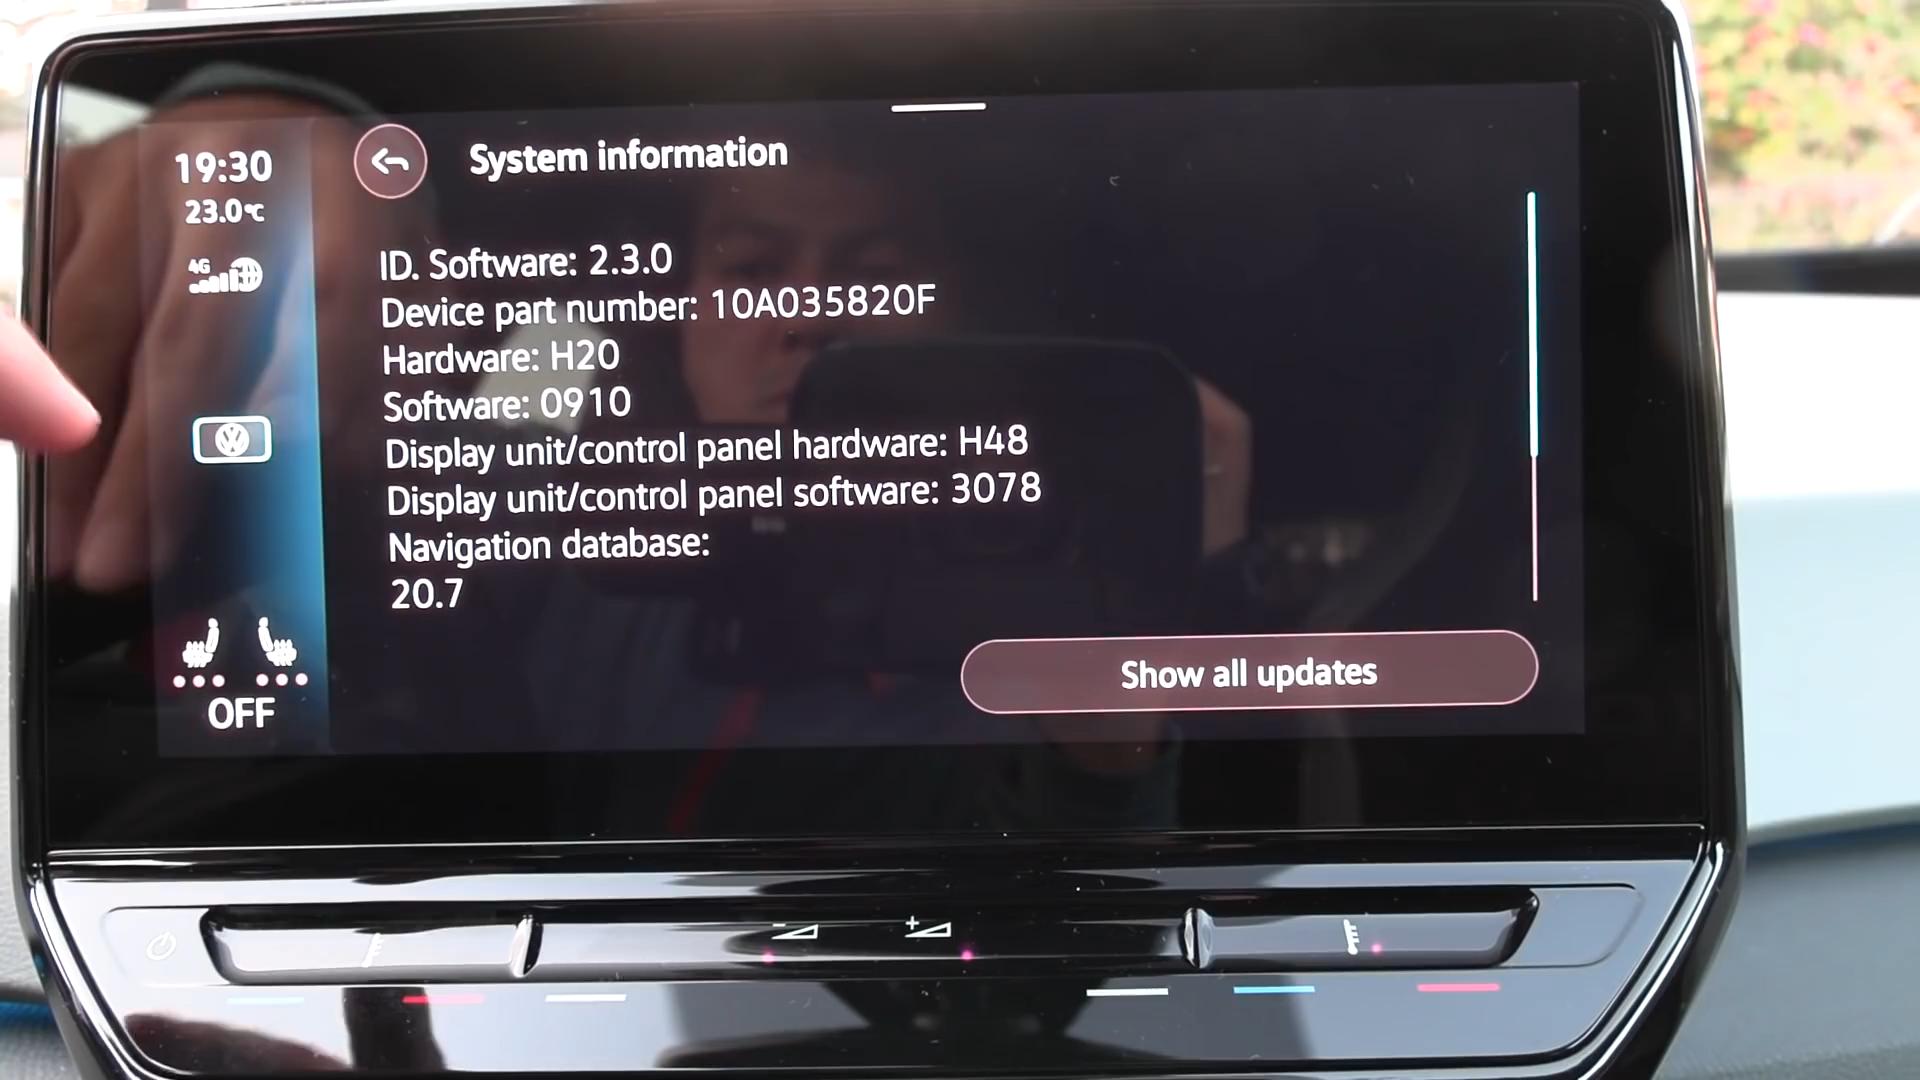 19:30
23.0°C
4G
System information
ID. Software: 2.3.0
Device part number: 10A035820F
Hardware: H20
Software: 0910
Display unit/control panel hardware: H48
Display unit/control panel software: 3078
Navigation database:
20.7
Show all updates
OFF